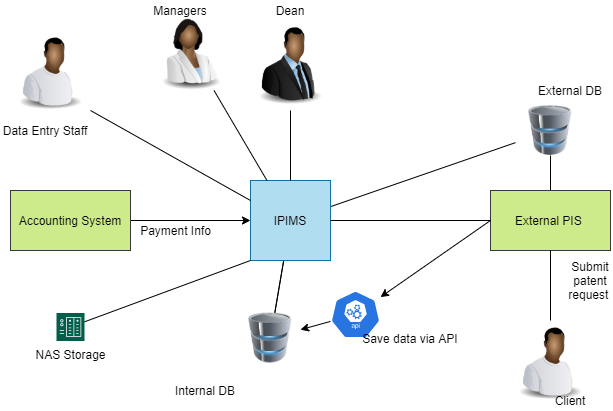 Managers
Dean
External DB
Data Entry Staff
Accounting System
Payment Info
IPIMS
External PIS
Submit
patent
request
NAS Storage
api
Save data via API
Internal DB
Client